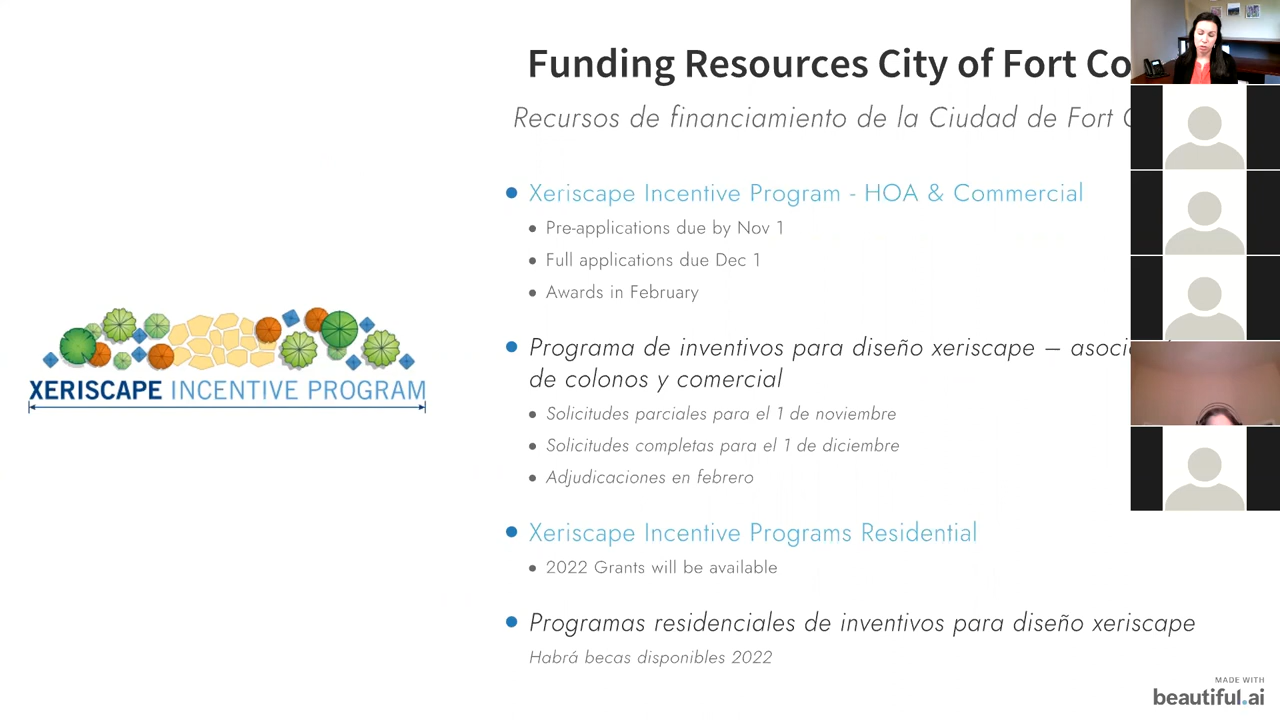 Funding Resources City of Fort
Recursos de financiamiento de la Ciudad de Fort
Xeriscape Incentive Program - HOA & Commercial
Pre-applications due by Nov 1
Full applications due Dec 1
Awards in February
Programa de inventivos para diseño xeriscape – 
de colonos y comercial
Solicitudes parciales para el 1 de noviembre
Solicitudes completas para el 1 de diciembre
Adjudicaciones en febrero
Xeriscape Incentive Programs Residential
2022 Grants will be available
Programas residenciales de inventivos para diseño xeriscape
Habrá becas disponibles 2022
XERISCAPE INCENTIVE PROGRAM
MADE WITH
beautiful.ai